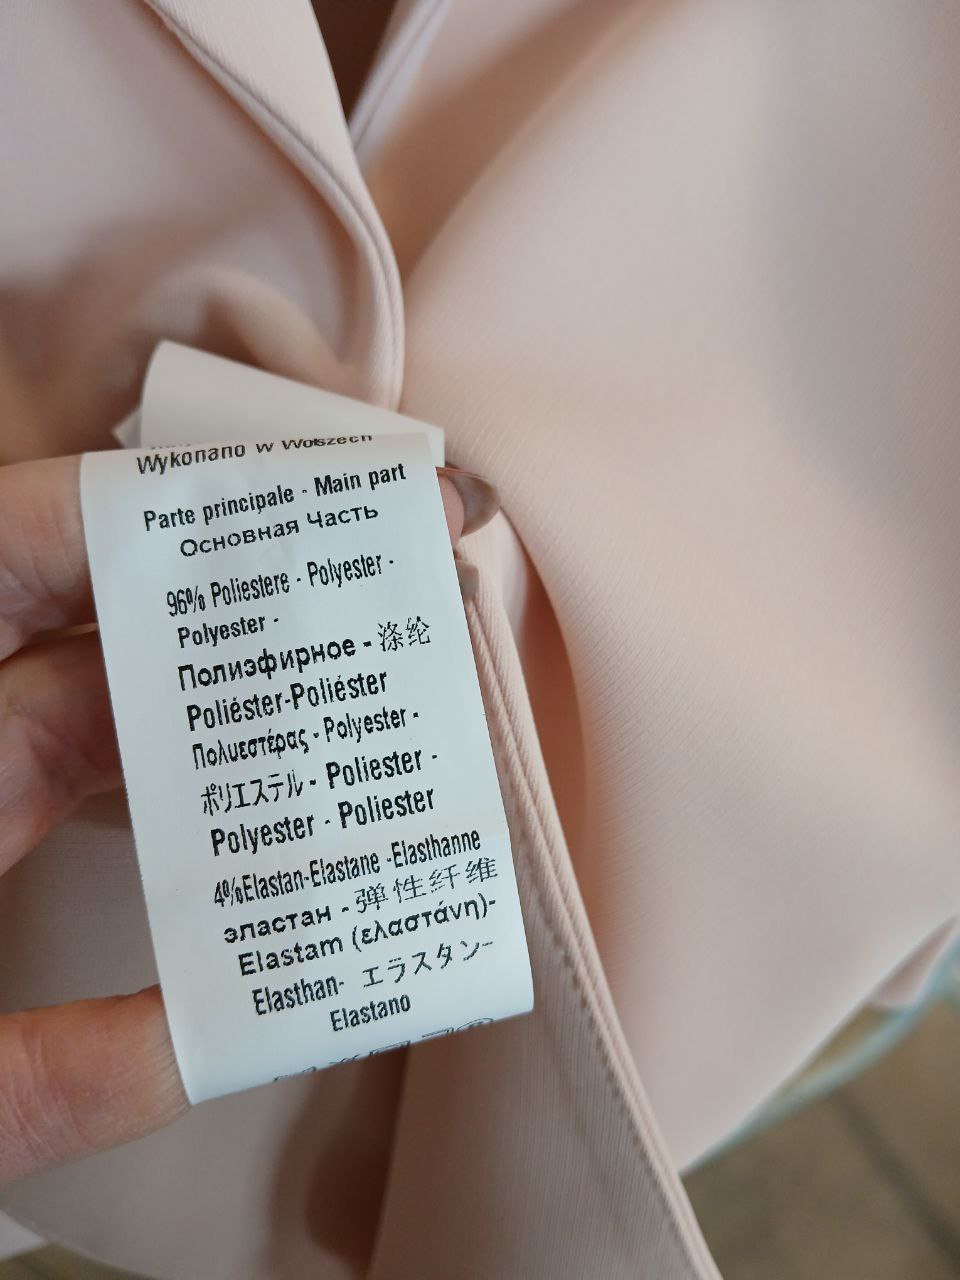 Wykonano w Wołszech
Parte principale - Main part
Основная Часть
96% Poliestere - Polyester -
Polyester -
Полиэфирное - 涤纶
Poliéster-Poliéster
Πολυεστέρας - Polyester -
ポリエステル - Poliester -
Polyester - Poliester
4%Elastan-Elastane -Elasthanne
эластан - 弹性纤维
Elastam (ελαστάνη)-
Elasthan- エラスタン-
Elastano